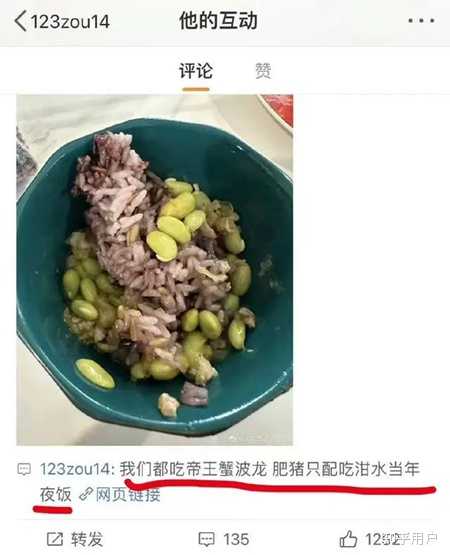 123zou14
他的互动
评论
赞
123zou14: 我们都吃帝王蟹波龙 肥猪只配吃泔水当年
夜饭 网页链接
转发
135
1252
知乎用户